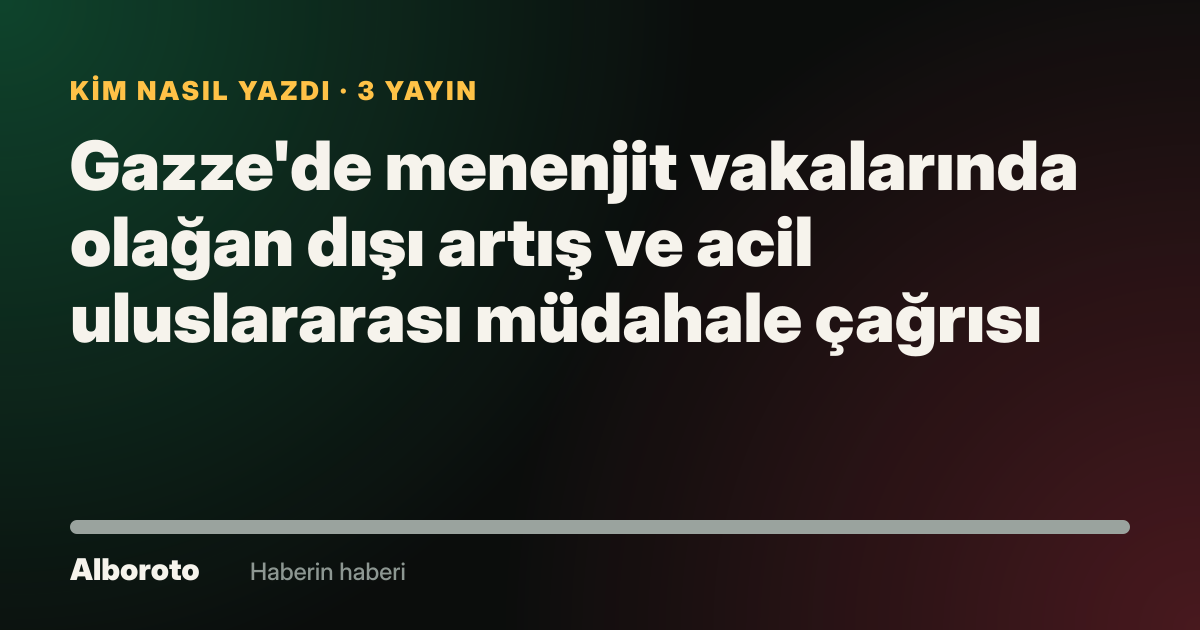 KİM NASIL YAZDI · 3 YAYIN
Gazze'de menenjit vakalarında
olağan dışı artış ve acil
uluslararası müdahale çağrısı
Alboroto
Haberin haberi